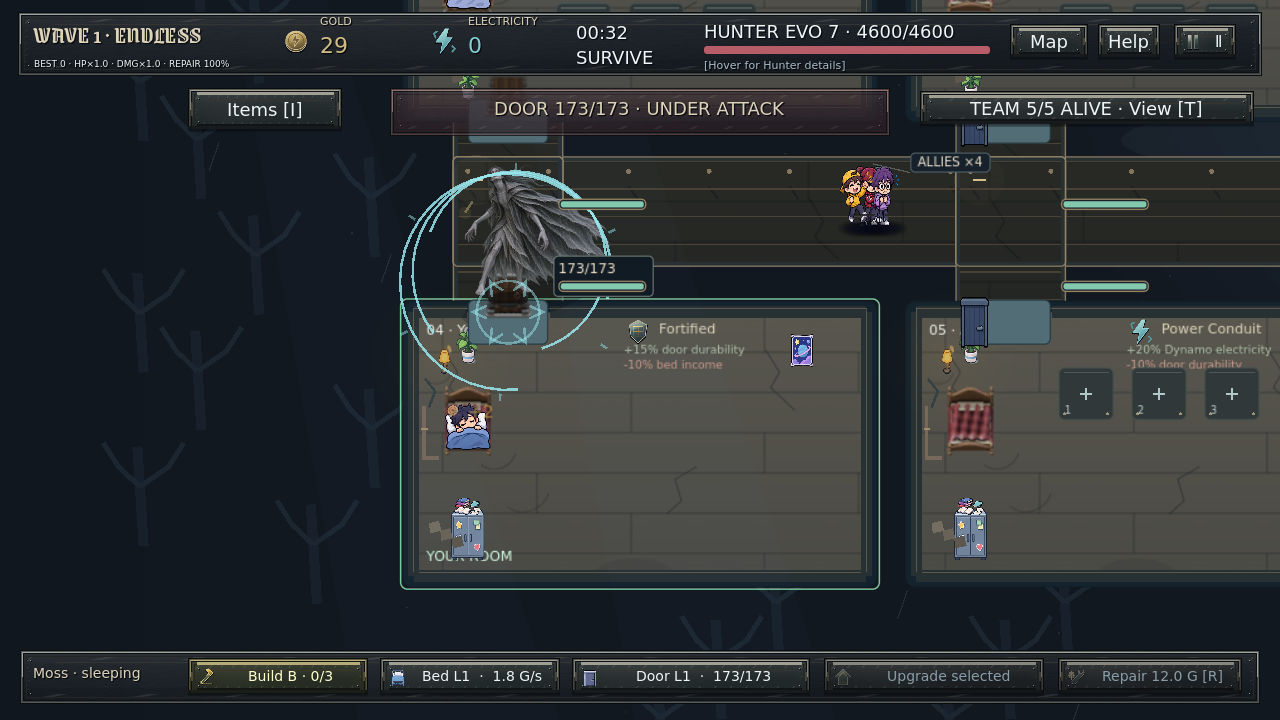 WAVE 1 · ENDLESS
BEST 0 · HP×1.0 · DMG×1.0 · REPAIR 100%
GOLD
29
ELECTRICITY
0
00:32
SURVIVE
HUNTER EVO 7 · 4600/4600
[Hover for Hunter details]
Map
Help
II
Items [I]
DOOR 173/173 · UNDER ATTACK
TEAM 5/5 ALIVE · View [T]
ALLIES ×4
173/173
04 ·
Fortified
+15% door durability
-10% bed income
YOUR ROOM
05 ·
Power Conduit
+20% Dynamo electricity
-10% door durability
+
1
+
2
+
3
Moss · sleeping
Build B · 0/3
Bed L1 · 1.8 G/s
Door L1 · 173/173
Upgrade selected
Repair 12.0 G [R]